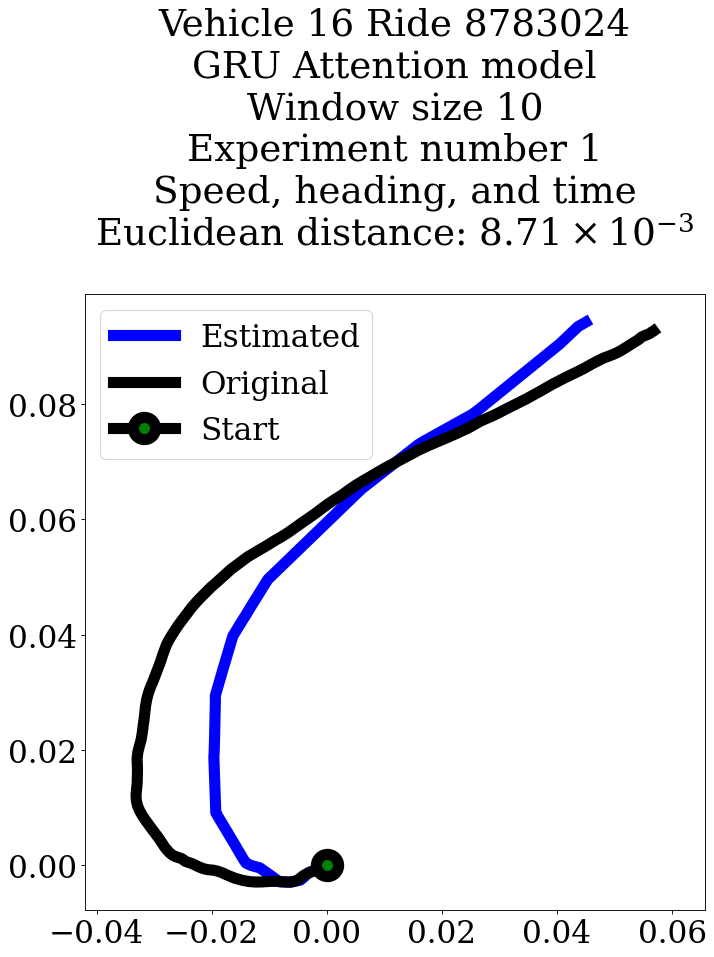 Vehicle 16 Ride 8783024
GRU Attention model
Window size 10
Experiment number 1
Speed, heading, and time
Euclidean distance: 8.71 × 10⁻³
Estimated
Original
Start
0.08
0.06
0.04
0.02
0.00
−0.04 −0.02 0.00 0.02 0.04 0.06